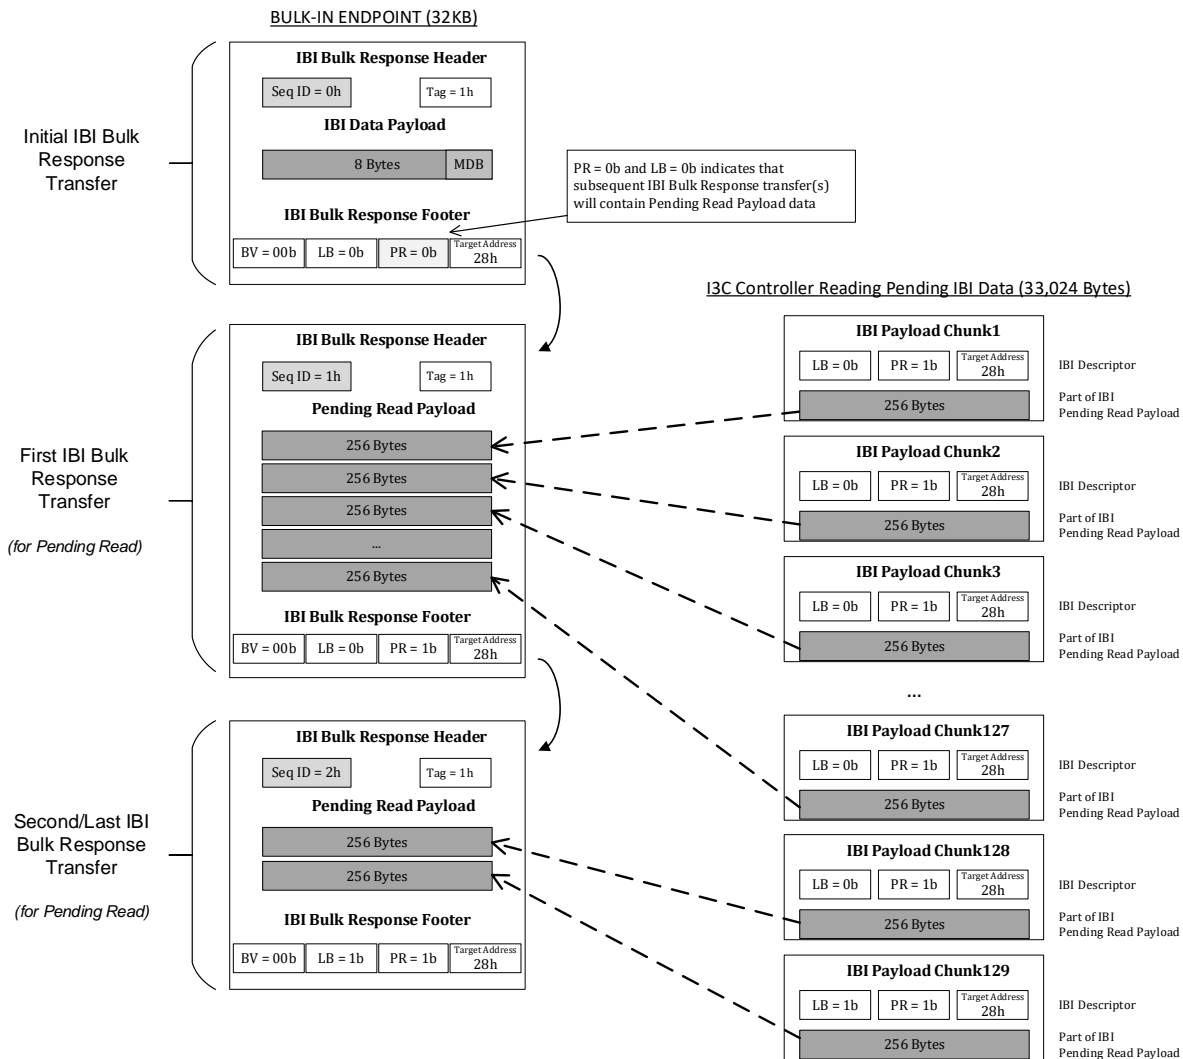 BULK-IN ENDPOINT (32KB)
Initial IBI Bulk
Response
Transfer
IBI Bulk Response Header
Seq ID = 0h
Tag = 1h
IBI Data Payload
8 Bytes
MDB
IBI Bulk Response Footer
BV = 00b
LB = 0b
PR = 0b
Target Address
28h
PR = 0b and LB = 0b indicates that
subsequent IBI Bulk Response transfer(s)
will contain Pending Read Payload data
First IBI Bulk
Response
Transfer
(for Pending Read)
IBI Bulk Response Header
Seq ID = 1h
Tag = 1h
Pending Read Payload
256 Bytes
256 Bytes
256 Bytes
...
256 Bytes
IBI Bulk Response Footer
BV = 00b
LB = 0b
PR = 1b
Target Address
28h
Second/Last IBI
Bulk Response
Transfer
(for Pending Read)
IBI Bulk Response Header
Seq ID = 2h
Tag = 1h
Pending Read Payload
256 Bytes
256 Bytes
IBI Bulk Response Footer
BV = 00b
LB = 1b
PR = 1b
Target Address
28h
I3C Controller Reading Pending IBI Data (33,024 Bytes)
IBI Payload Chunk1
LB = 0b
PR = 1b
Target Address
28h
IBI Descriptor
256 Bytes
Part of IBI
Pending Read Payload
IBI Payload Chunk2
LB = 0b
PR = 1b
Target Address
28h
IBI Descriptor
256 Bytes
Part of IBI
Pending Read Payload
IBI Payload Chunk3
LB = 0b
PR = 1b
Target Address
28h
IBI Descriptor
256 Bytes
Part of IBI
Pending Read Payload
...
IBI Payload Chunk127
LB = 0b
PR = 1b
Target Address
28h
IBI Descriptor
256 Bytes
Part of IBI
Pending Read Payload
IBI Payload Chunk128
LB = 0b
PR = 1b
Target Address
28h
IBI Descriptor
256 Bytes
Part of IBI
Pending Read Payload
IBI Payload Chunk129
LB = 1b
PR = 1b
Target Address
28h
IBI Descriptor
256 Bytes
Part of IBI
Pending Read Payload